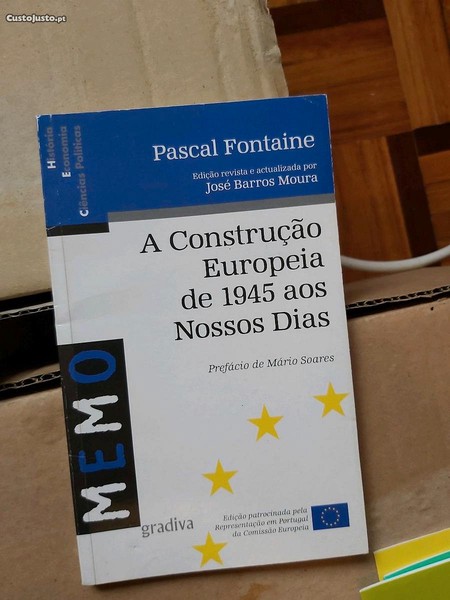 CustoJusto.pt
História
Economia
Ciências Políticas
Pascal Fontaine
Edição revista e actualizada por
José Barros Moura
A Construção
Europeia
de 1945 aos
Nossos Dias
Prefácio de Mário Soares
MEMO
gradiva
Edição patrocinada pela
Representação em Portugal
da Comissão Europeia